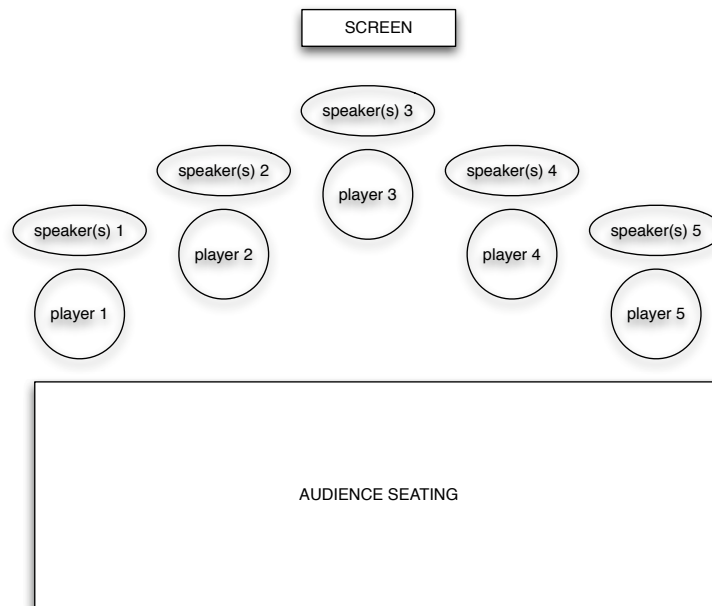 SCREEN
speaker(s) 3
speaker(s) 2
speaker(s) 4
player 3
speaker(s) 1
speaker(s) 5
player 2
player 4
player 1
player 5
AUDIENCE SEATING